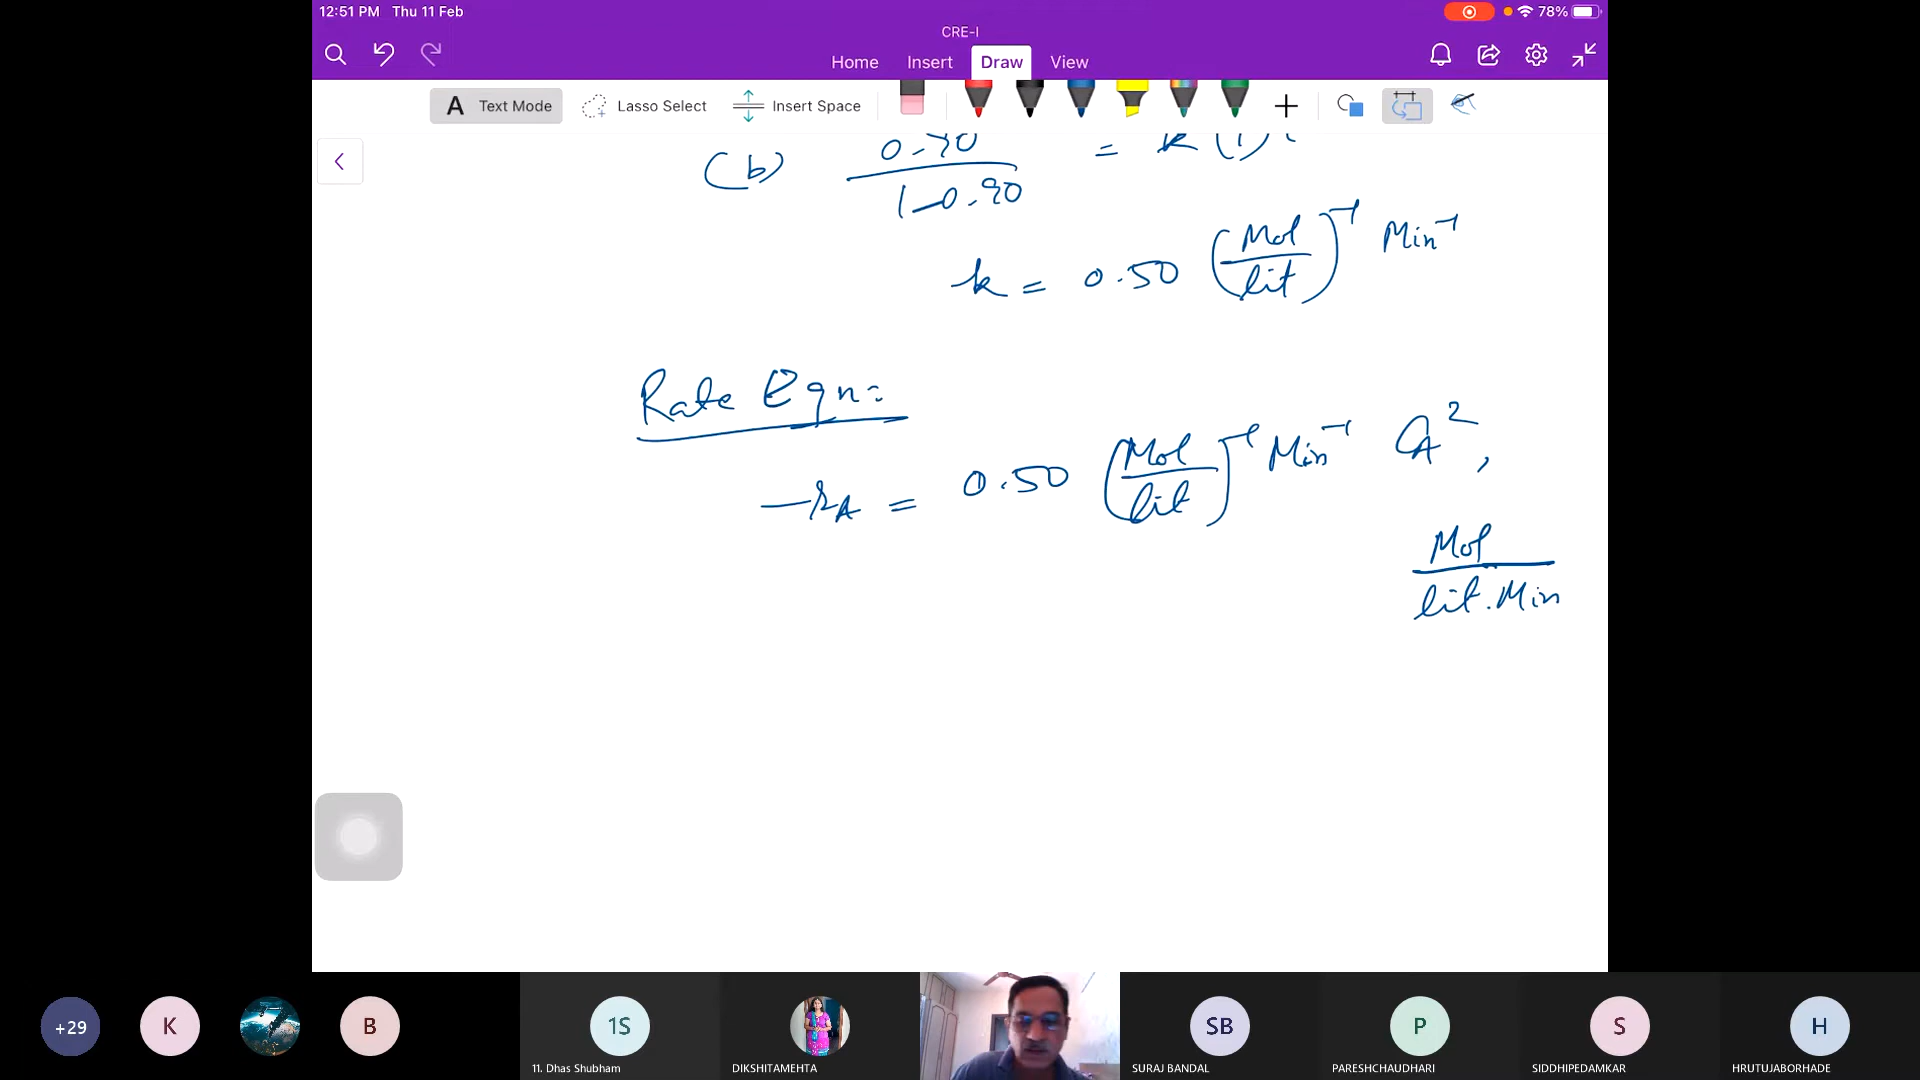 12:51 PM Thu 11 Feb
78%
CRE-I
Home Insert Draw View
A Text Mode Lasso Select Insert Space
(b) 0.90 / 1-0.90 = k (1)
k = 0.50 (Mol/lit)⁻¹ Min⁻¹
Rate Eqn:
-rA = 0.50 (Mol/lit)⁻¹ Min⁻¹ CA²,
Mol
lit.Min
+29 K B 1S SB P S H
11. Dhas Shubham DIKSHITAMEHTA SURAJ BANDAL PARESHCHAUDHARI SIDDHIPEDAMKAR HRUTUJABORHADE